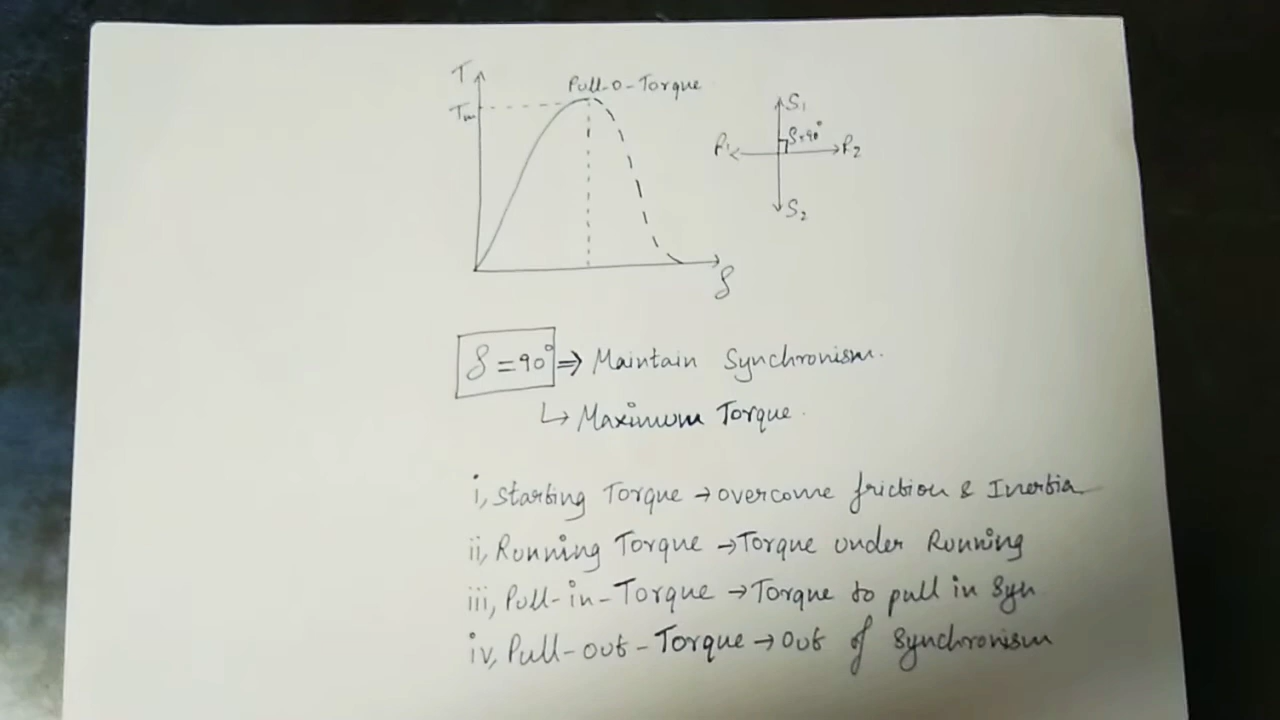 T
Pull-o-Torque
Tm
S1
δ=90°
P1
P2
S2
δ
δ=90° ⇒ Maintain Synchronism.
↳ Maximum Torque.
i, Starting Torque → overcome friction & Inertia
ii, Running Torque → Torque under Running
iii, Pull-in-Torque → Torque to pull in Syn
iv, Pull-out-Torque → Out of Synchronism